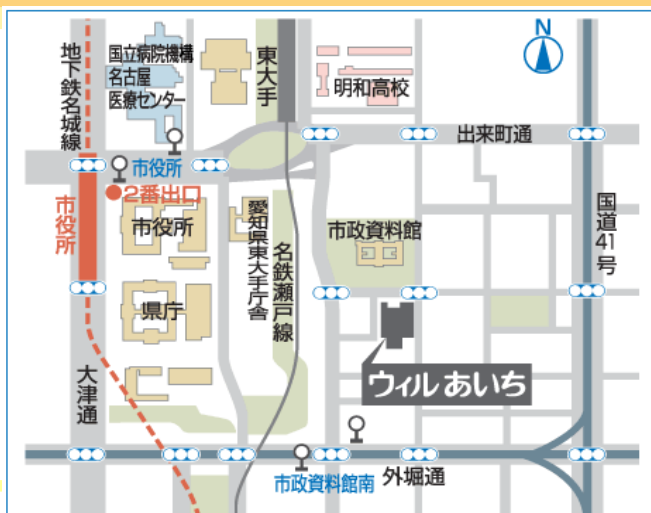 N
地下鉄名城線
国立病院機構
名古屋
医療センター
東大手
明和高校
出来町通
市役所
2番出口
市役所
市役所
愛知県東大手庁舎
名鉄瀬戸線
市政資料館
国道41号
県庁
大津通
ウィルあいち
市政資料館南
外堀通